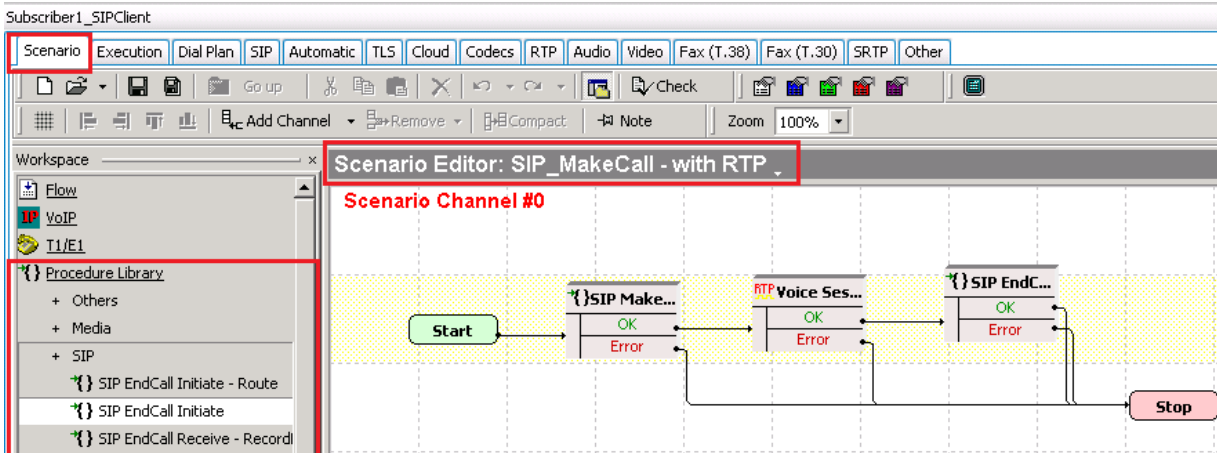 Subscriber1_SIPClient
Scenario Execution Dial Plan SIP Automatic TLS Cloud Codecs RTP Audio Video Fax (T.38) Fax (T.30) SRTP Other
Go up Check
Add Channel Remove Compact Note Zoom 100%
Workspace ×
Scenario Editor: SIP_MakeCall - with RTP
Scenario Channel #0
Flow
IP VoIP
T1/E1
{} Procedure Library
+ Others
+ Media
+ SIP
{} SIP EndCall Initiate - Route
{} SIP EndCall Initiate
{} SIP EndCall Receive - Record
Start
{}SIP Make...
OK
Error
RTP Voice Ses...
OK
Error
{} SIP EndC...
OK
Error
Stop